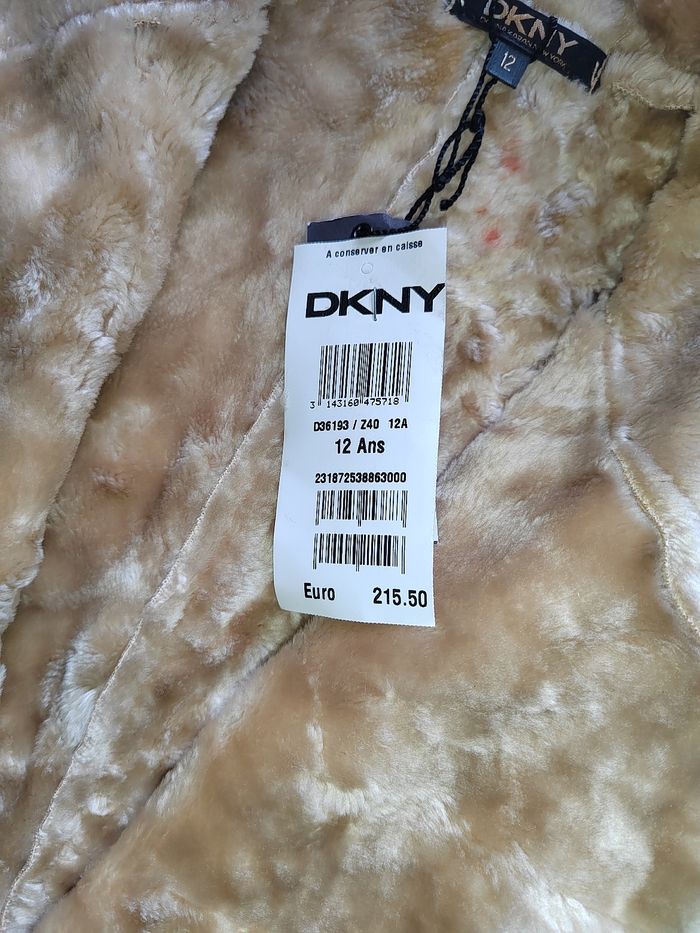 DKNY
12
A conserver en caisse
DKNY
3 143160 475718
D36193 / Z40 12A
12 Ans
231872538863000
Euro 215.50